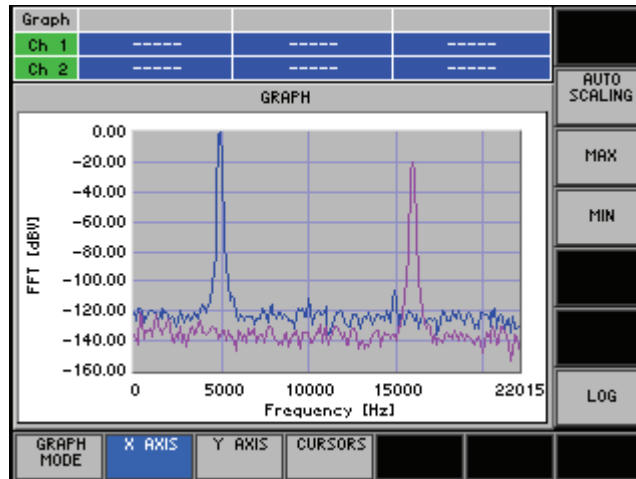 Graph
Ch 1 ----- ----- -----
Ch 2 ----- ----- -----
GRAPH
AUTO
SCALING
MAX
MIN
LOG
FFT [dBV]
0.00
-20.00
-40.00
-60.00
-80.00
-100.00
-120.00
-140.00
-160.00
0 5000 10000 15000 22015
Frequency [Hz]
GRAPH
MODE
X AXIS
Y AXIS
CURSORS